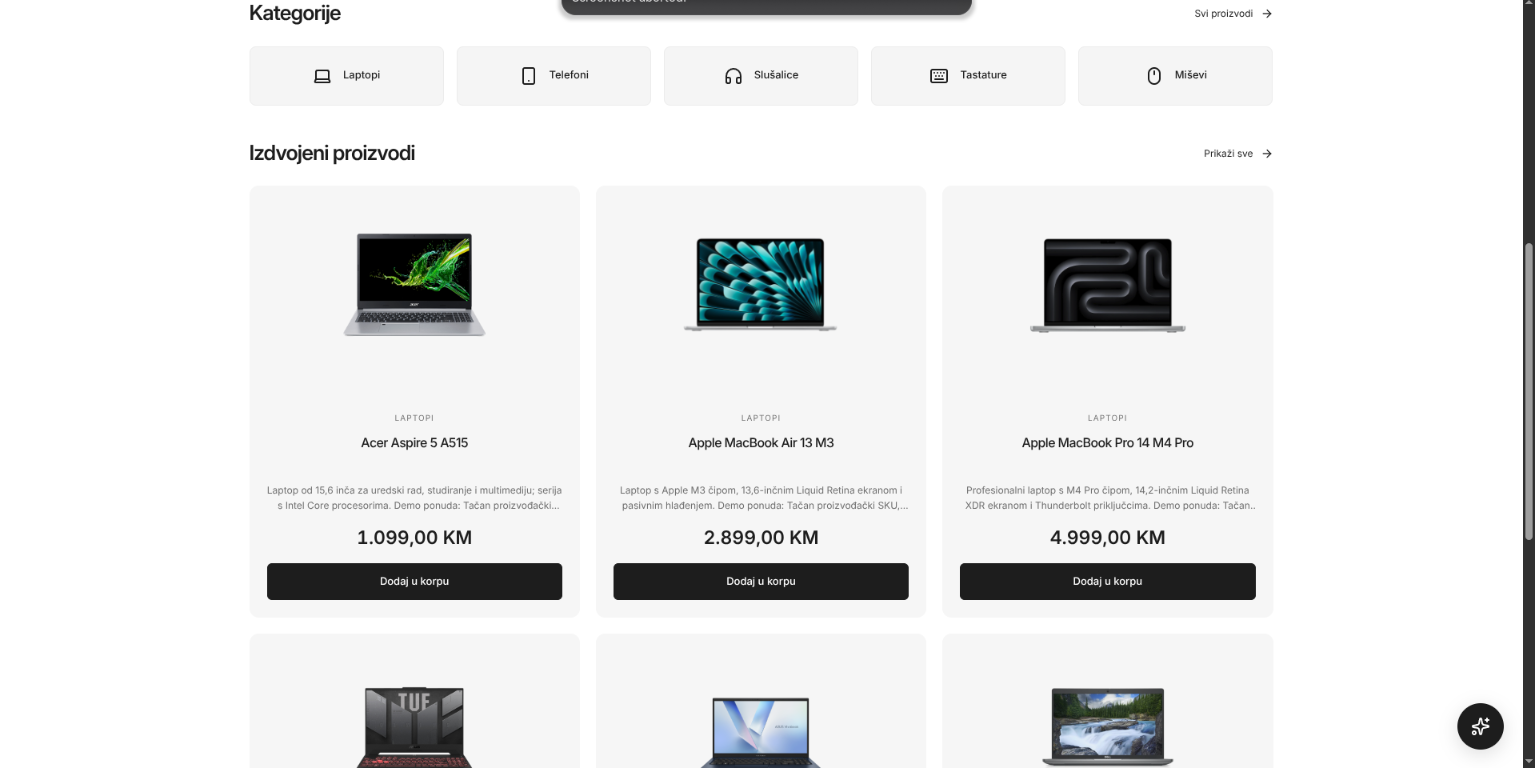 Kategorije
Svi proizvodi
Laptopi
Telefoni
Slušalice
Tastature
Miševi
Izdvojeni proizvodi
Prikaži sve
LAPTOPI
Acer Aspire 5 A515
Laptop od 15,6 inča za uredski rad, studiranje i multimediju; serija
s Intel Core procesorima. Demo ponuda: Tačan proizvođački...
1.099,00 KM
Dodaj u korpu
LAPTOPI
Apple MacBook Air 13 M3
Laptop s Apple M3 čipom, 13,6-inčnim Liquid Retina ekranom i
pasivnim hlađenjem. Demo ponuda: Tačan proizvođački SKU,...
2.899,00 KM
Dodaj u korpu
LAPTOPI
Apple MacBook Pro 14 M4 Pro
Profesionalni laptop s M4 Pro čipom, 14,2-inčnim Liquid Retina
XDR ekranom i Thunderbolt priključcima. Demo ponuda: Tačan..
4.999,00 KM
Dodaj u korpu
TUF